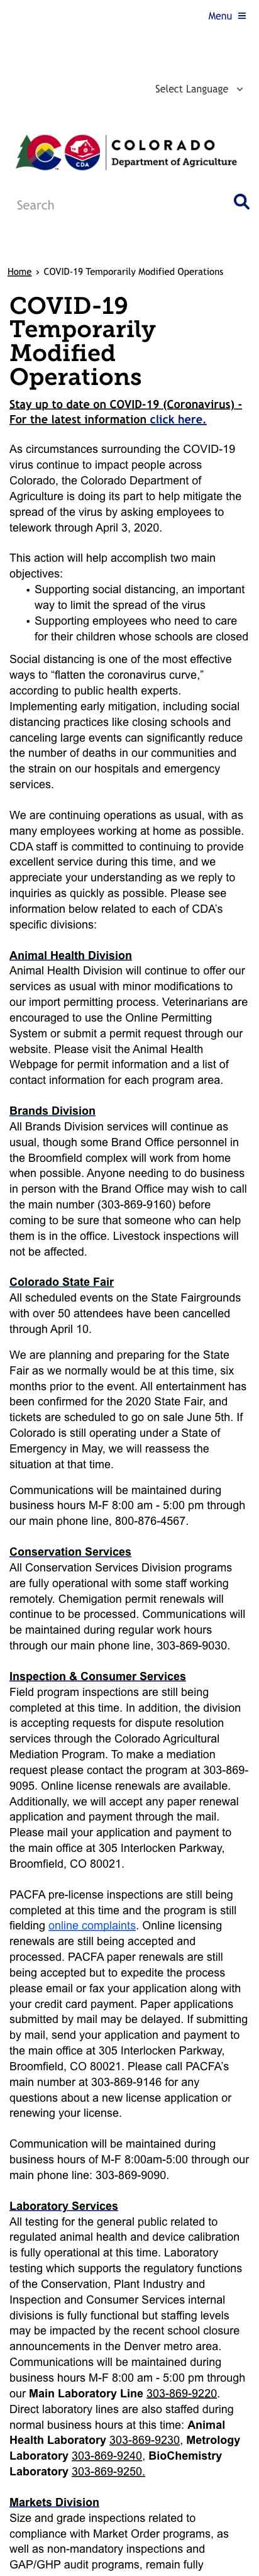 Menu
Select Language
CDA
COLORADO
Department of Agriculture
Search
Home › COVID-19 Temporarily Modified Operations
COVID-19
Temporarily
Modified
Operations
Stay up to date on COVID-19 (Coronavirus) -
For the latest information click here.
As circumstances surrounding the COVID-19
virus continue to impact people across
Colorado, the Colorado Department of
Agriculture is doing its part to help mitigate the
spread of the virus by asking employees to
telework through April 3, 2020.
This action will help accomplish two main
objectives:
• Supporting social distancing, an important
way to limit the spread of the virus
• Supporting employees who need to care
for their children whose schools are closed
Social distancing is one of the most effective
ways to “flatten the coronavirus curve,”
according to public health experts.
Implementing early mitigation, including social
distancing practices like closing schools and
canceling large events can significantly reduce
the number of deaths in our communities and
the strain on our hospitals and emergency
services.
We are continuing operations as usual, with as
many employees working at home as possible.
CDA staff is committed to continuing to provide
excellent service during this time, and we
appreciate your understanding as we reply to
inquiries as quickly as possible. Please see
information below related to each of CDA’s
specific divisions:
Animal Health Division
Animal Health Division will continue to offer our
services as usual with minor modifications to
our import permitting process. Veterinarians are
encouraged to use the Online Permitting
System or submit a permit request through our
website. Please visit the Animal Health
Webpage for permit information and a list of
contact information for each program area.
Brands Division
All Brands Division services will continue as
usual, though some Brand Office personnel in
the Broomfield complex will work from home
when possible. Anyone needing to do business
in person with the Brand Office may wish to call
the main number (303-869-9160) before
coming to be sure that someone who can help
them is in the office. Livestock inspections will
not be affected.
Colorado State Fair
All scheduled events on the State Fairgrounds
with over 50 attendees have been cancelled
through April 10.
We are planning and preparing for the State
Fair as we normally would be at this time, six
months prior to the event. All entertainment has
been confirmed for the 2020 State Fair, and
tickets are scheduled to go on sale June 5th. If
Colorado is still operating under a State of
Emergency in May, we will reassess the
situation at that time.
Communications will be maintained during
business hours M-F 8:00 am - 5:00 pm through
our main phone line, 800-876-4567.
Conservation Services
All Conservation Services Division programs
are fully operational with some staff working
remotely. Chemigation permit renewals will
continue to be processed. Communications will
be maintained during regular work hours
through our main phone line, 303-869-9030.
Inspection & Consumer Services
Field program inspections are still being
completed at this time. In addition, the division
is accepting requests for dispute resolution
services through the Colorado Agricultural
Mediation Program. To make a mediation
request please contact the program at 303-869-
9095. Online license renewals are available.
Additionally, we will accept any paper renewal
application and payment through the mail.
Please mail your application and payment to
the main office at 305 Interlocken Parkway,
Broomfield, CO 80021.
PACFA pre-license inspections are still being
completed at this time and the program is still
fielding online complaints. Online licensing
renewals are still being accepted and
processed. PACFA paper renewals are still
being accepted but to expedite the process
please email or fax your application along with
your credit card payment. Paper applications
submitted by mail may be delayed. If submitting
by mail, send your application and payment to
the main office at 305 Interlocken Parkway,
Broomfield, CO 80021. Please call PACFA’s
main number at 303-869-9146 for any
questions about a new license application or
renewing your license.
Communication will be maintained during
business hours of M-F 8:00am-5:00 through our
main phone line: 303-869-9090.
Laboratory Services
All testing for the general public related to
regulated animal health and device calibration
is fully operational at this time. Laboratory
testing which supports the regulatory functions
of the Conservation, Plant Industry and
Inspection and Consumer Services internal
divisions is fully functional but staffing levels
may be impacted by the recent school closure
announcements in the Denver metro area.
Communications will be maintained during
business hours M-F 8:00 am - 5:00 pm through
our Main Laboratory Line 303-869-9220.
Direct laboratory lines are also staffed during
normal business hours at this time: Animal
Health Laboratory 303-869-9230, Metrology
Laboratory 303-869-9240, BioChemistry
Laboratory 303-869-9250.
Markets Division
Size and grade inspections related to
compliance with Market Order programs, as
well as non-mandatory inspections and
GAP/GHP audit programs, remain fully